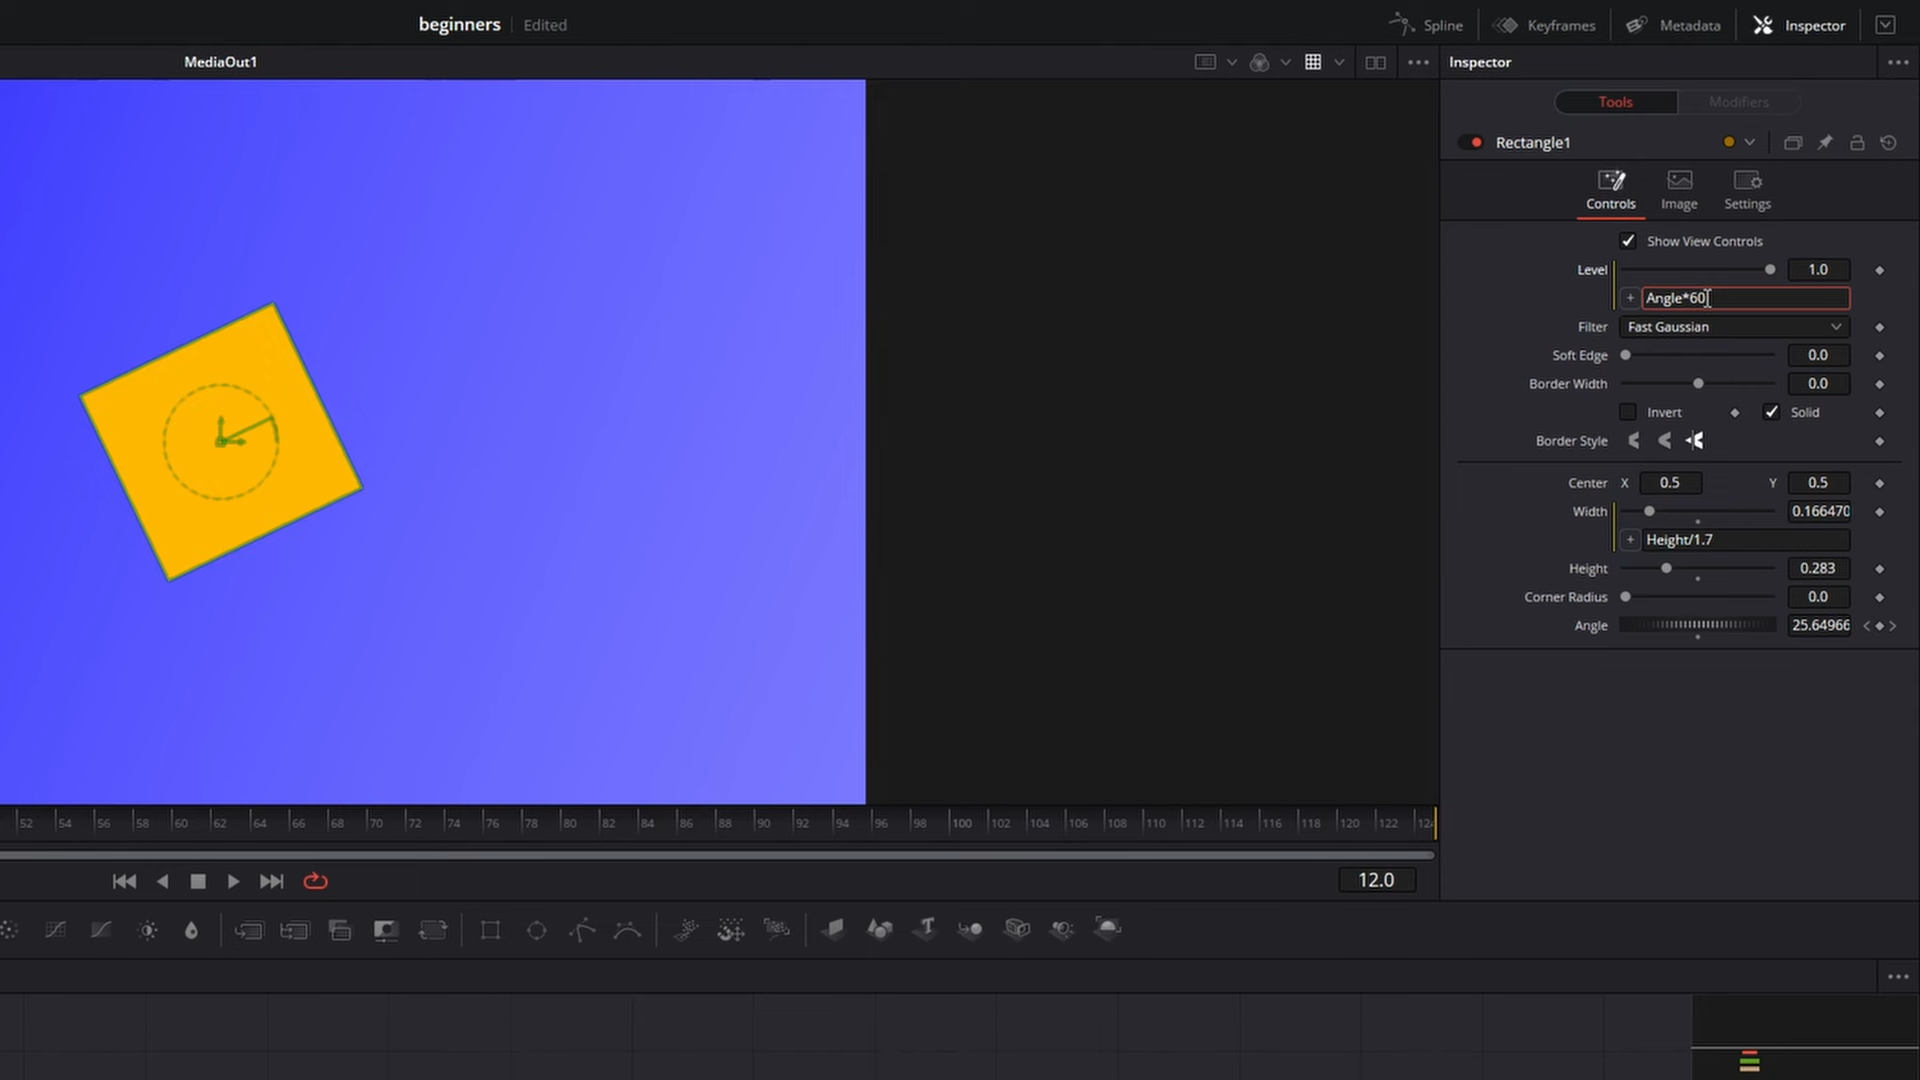 beginners Edited
Spline Keyframes Metadata Inspector
MediaOut1
Inspector
Tools Modifiers
Rectangle1
Controls Image Settings
Show View Controls
Level 1.0
+ Angle*60
Filter Fast Gaussian
Soft Edge 0.0
Border Width 0.0
Invert Solid
Border Style
Center X 0.5 Y 0.5
Width 0.166470
+ Height/1.7
Height 0.283
Corner Radius 0.0
Angle 25.64966
52 54 56 58 60 62 64 66 68 70 72 74 76 78 80 82 84 86 88 90 92 94 96 98 100 102 104 106 108 110 112 114 116 118 120 122
12.0